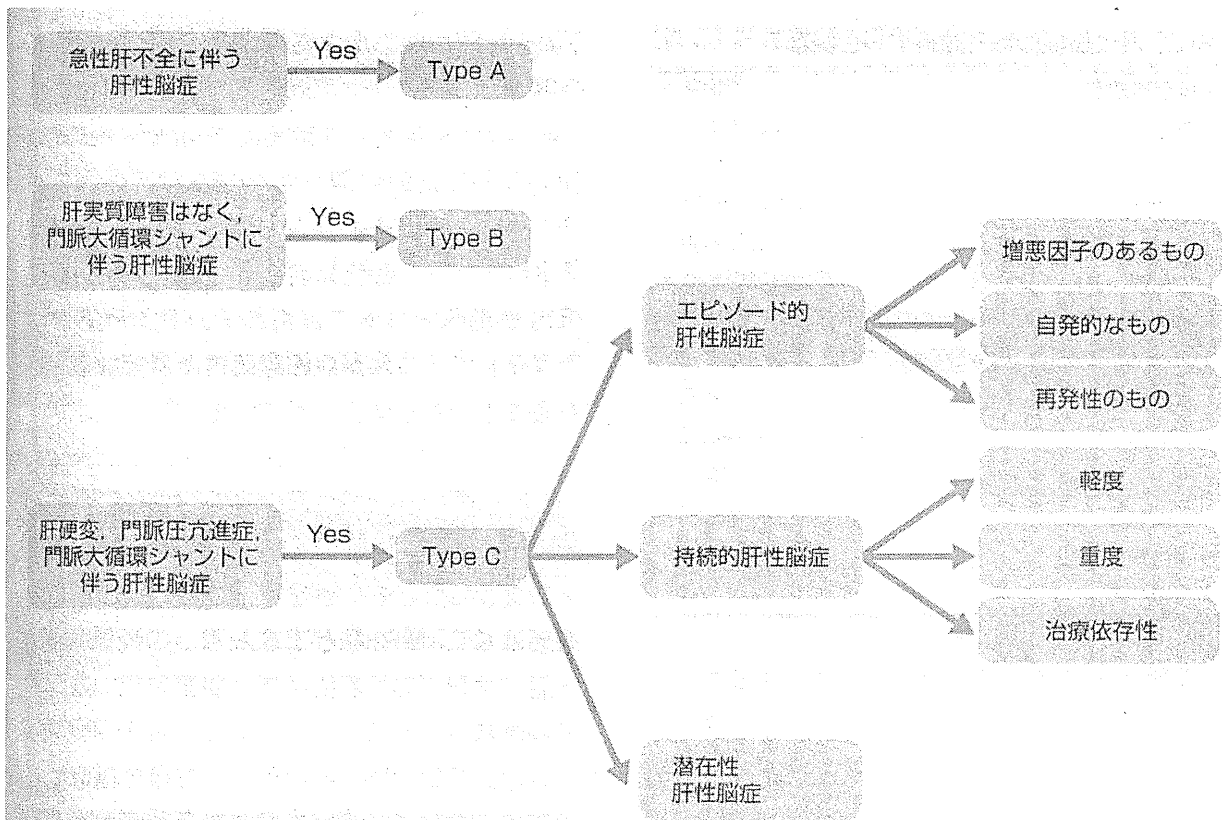 急性肝不全に伴う
肝性脳症
Yes
Type A
肝実質障害はなく，
門脈大循環シャントに
伴う肝性脳症
Yes
Type B
肝硬変，門脈圧亢進症，
門脈大循環シャントに
伴う肝性脳症
Yes
Type C
エピソード的
肝性脳症
増悪因子のあるもの
自発的なもの
再発性のもの
持続的肝性脳症
軽度
重度
治療依存性
潜在性
肝性脳症